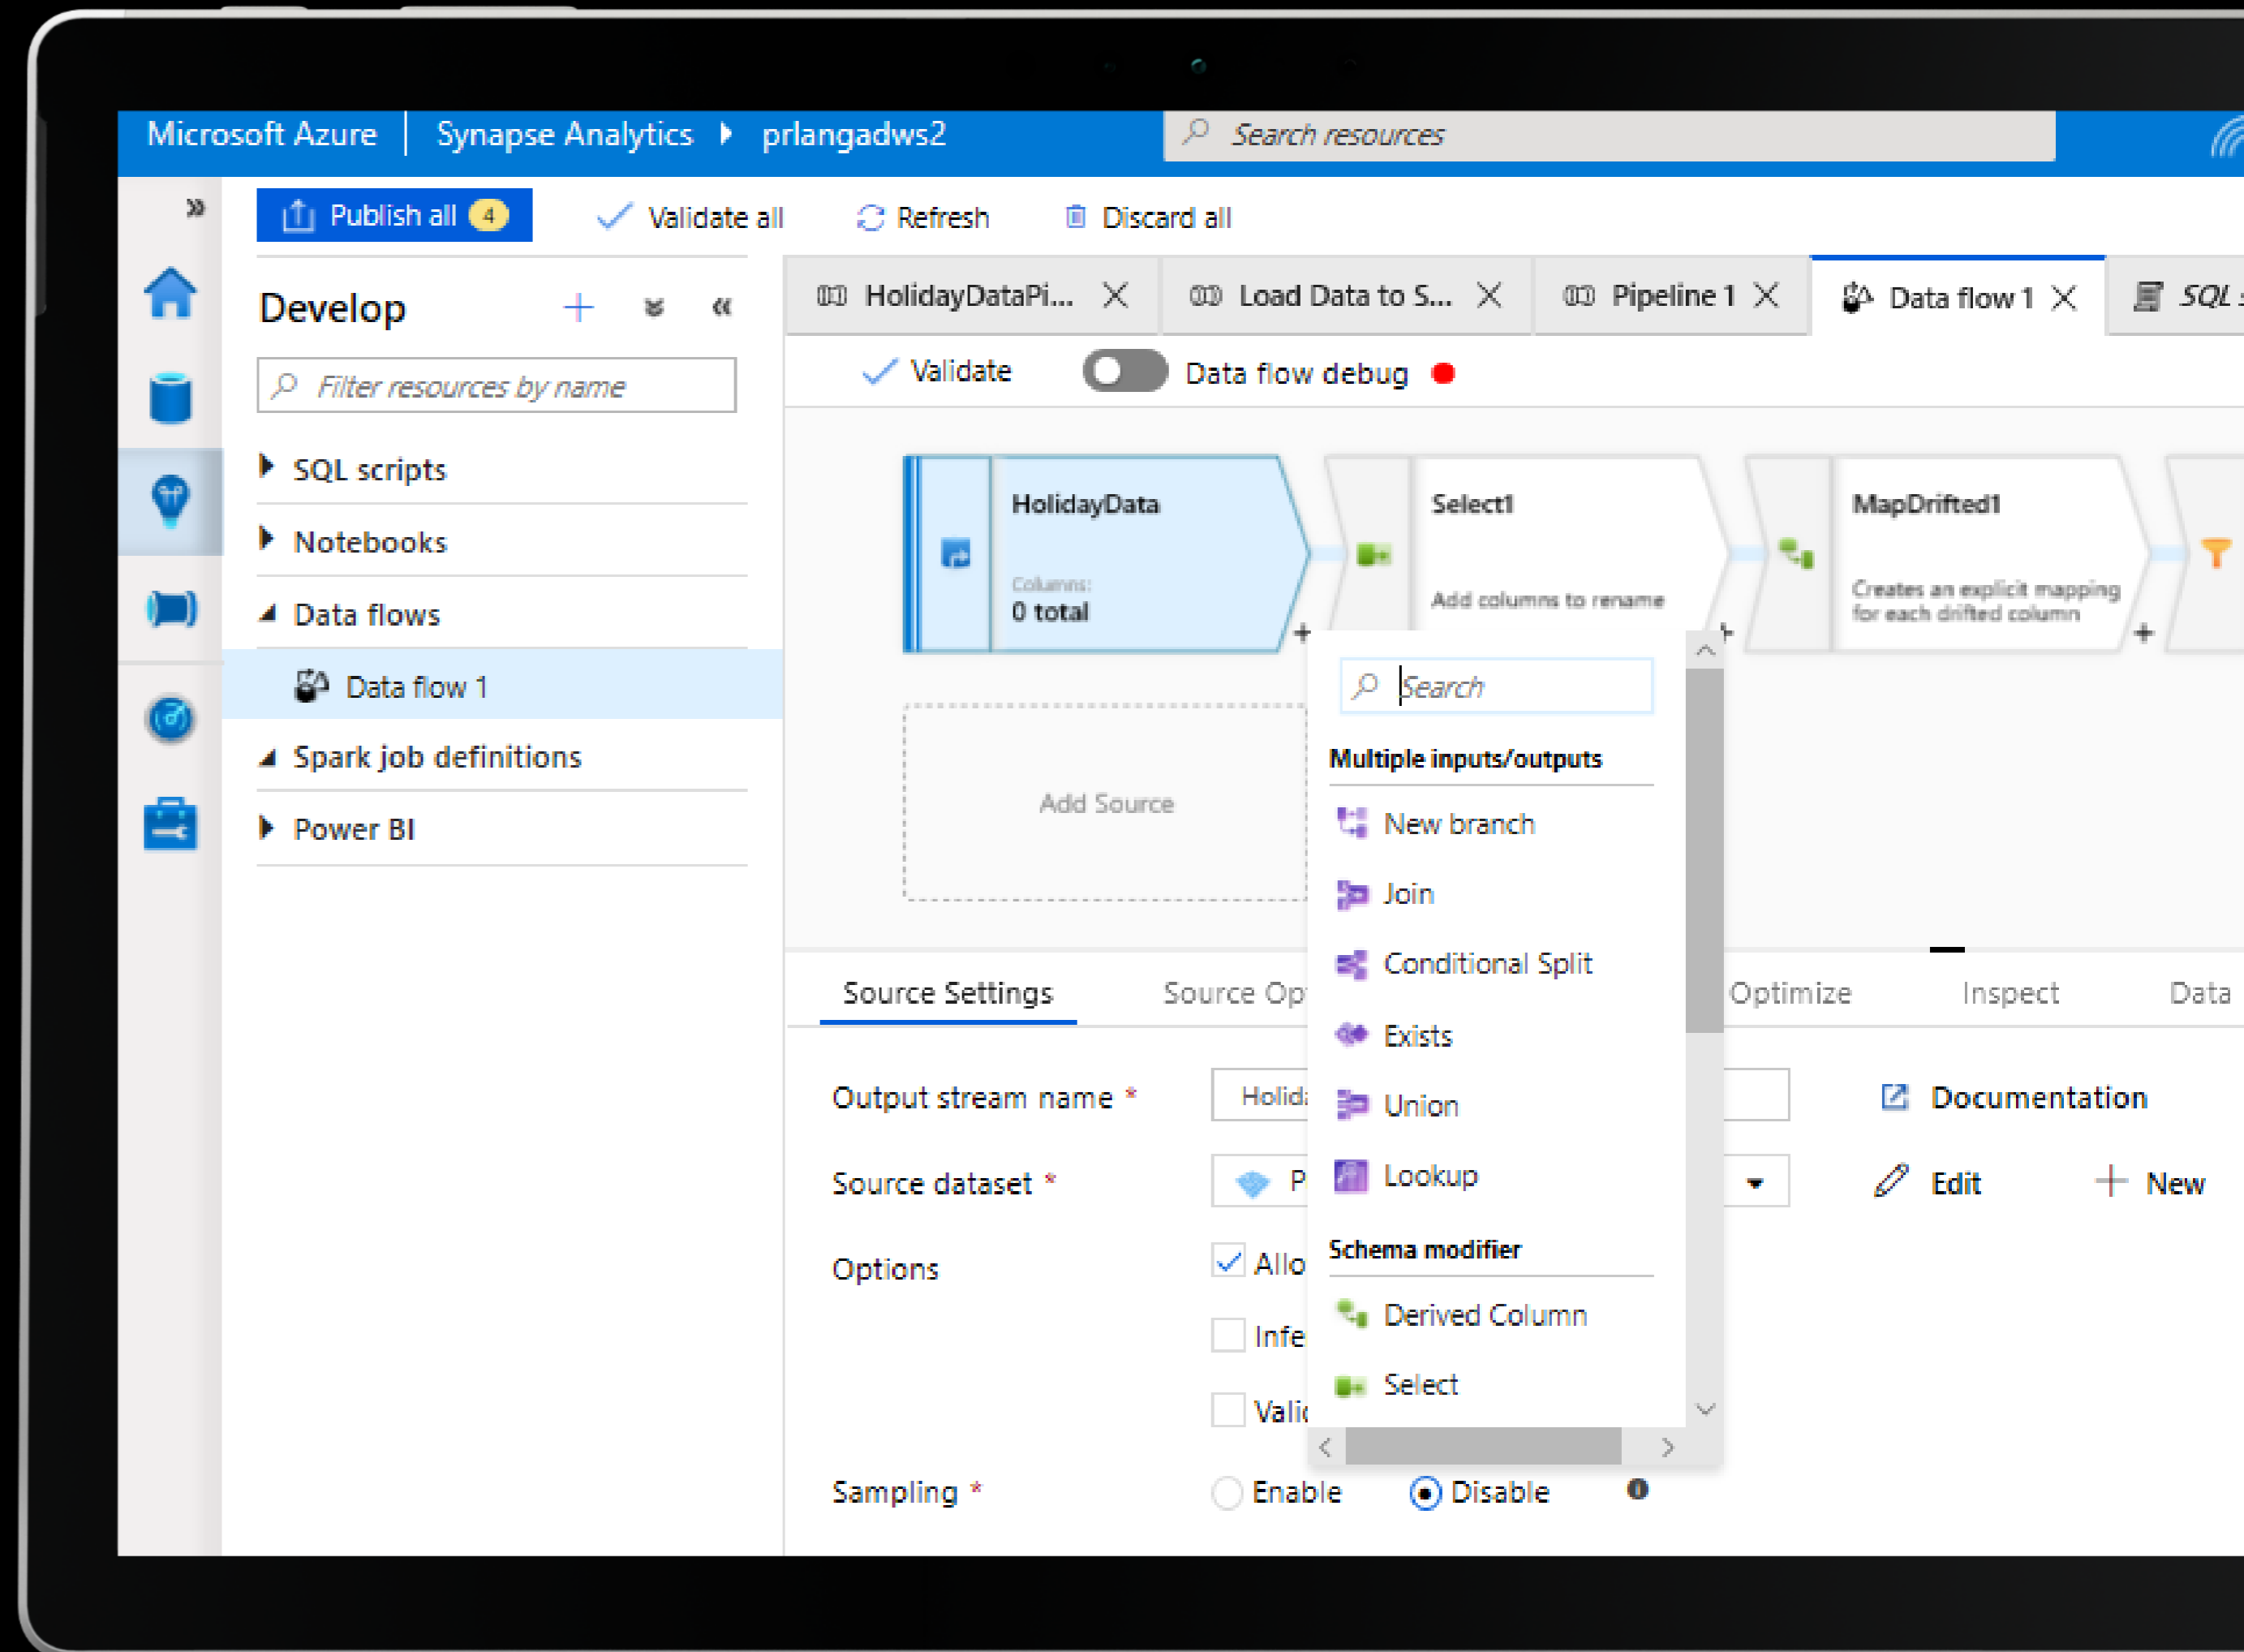 Microsoft Azure
Synapse Analytics
prlangadws2
Search resources
Publish all 4
Validate all
Refresh
Discard all
Develop
HolidayDataPi...
Load Data to S...
Pipeline 1
Data flow 1
SQL
Filter resources by name
Validate
Data flow debug
SQL scripts
Notebooks
Data flows
Data flow 1
Spark job definitions
Power BI
HolidayData
Columns:
0 total
Select1
Add columns to rename
MapDrifted1
Creates an explicit mapping
for each drifted column
Add Source
Search
Multiple inputs/outputs
New branch
Join
Conditional Split
Exists
Union
Lookup
Schema modifier
Derived Column
Select
Source Settings
Source Op
Optimize
Inspect
Data
Output stream name *
Holid
Documentation
Source dataset *
P
Edit
New
Options
Allo
Infe
Valid
Sampling *
Enable
Disable